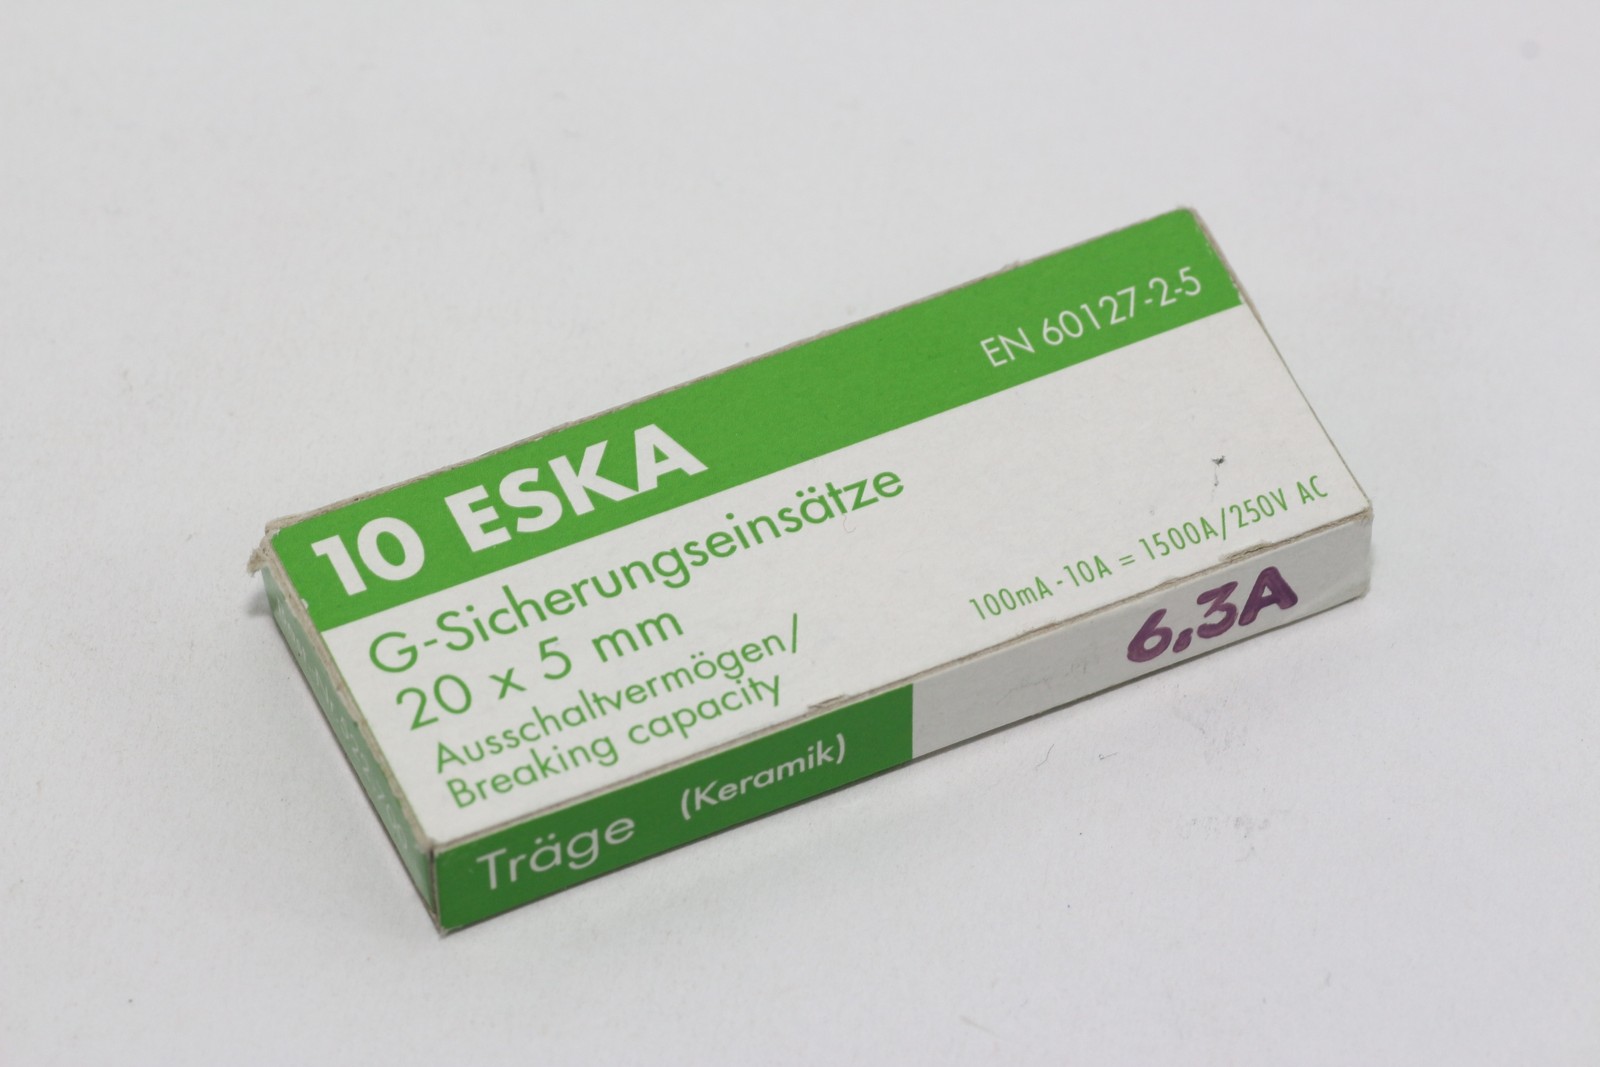 10 ESKA
EN 60127-2-5
G-Sicherungseinsätze
20 x 5 mm
Ausschaltvermögen/
Breaking capacity
100mA - 10A = 1500A/250V AC
Träge (Keramik)
6,3A